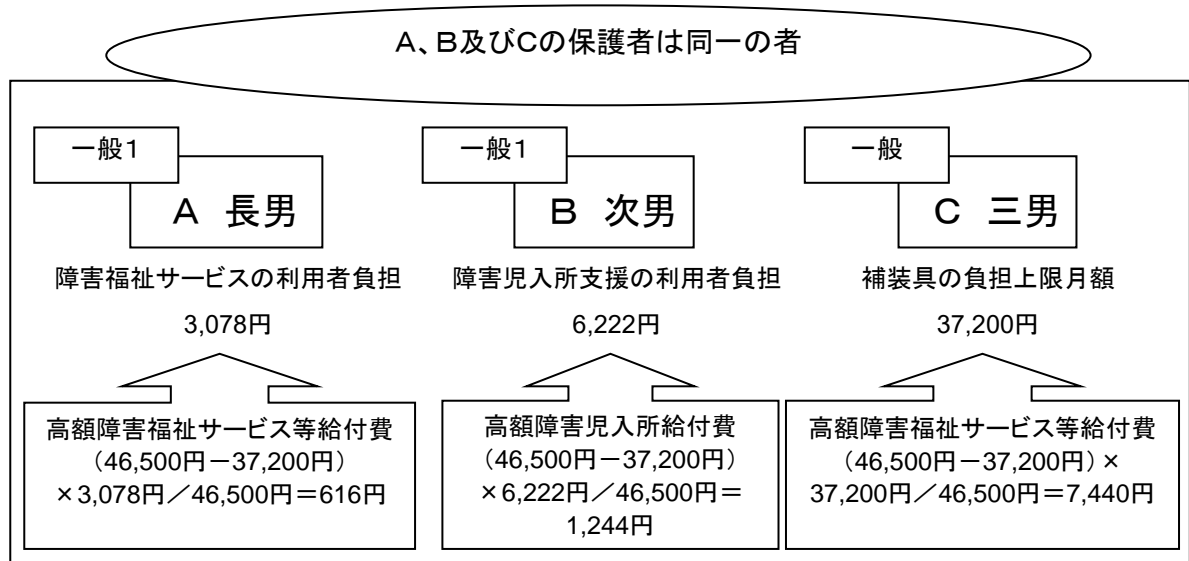 A、B及びCの保護者は同一の者
一般1
A 長男
障害福祉サービスの利用者負担
3,078円
高額障害福祉サービス等給付費
(46,500円-37,200円)
×3,078円/46,500円=616円
一般1
B 次男
障害児入所支援の利用者負担
6,222円
高額障害児入所給付費
(46,500円-37,200円)
×6,222円/46,500円=
1,244円
一般
C 三男
補装具の負担上限月額
37,200円
高額障害福祉サービス等給付費
(46,500円-37,200円)×
37,200円/46,500円=7,440円